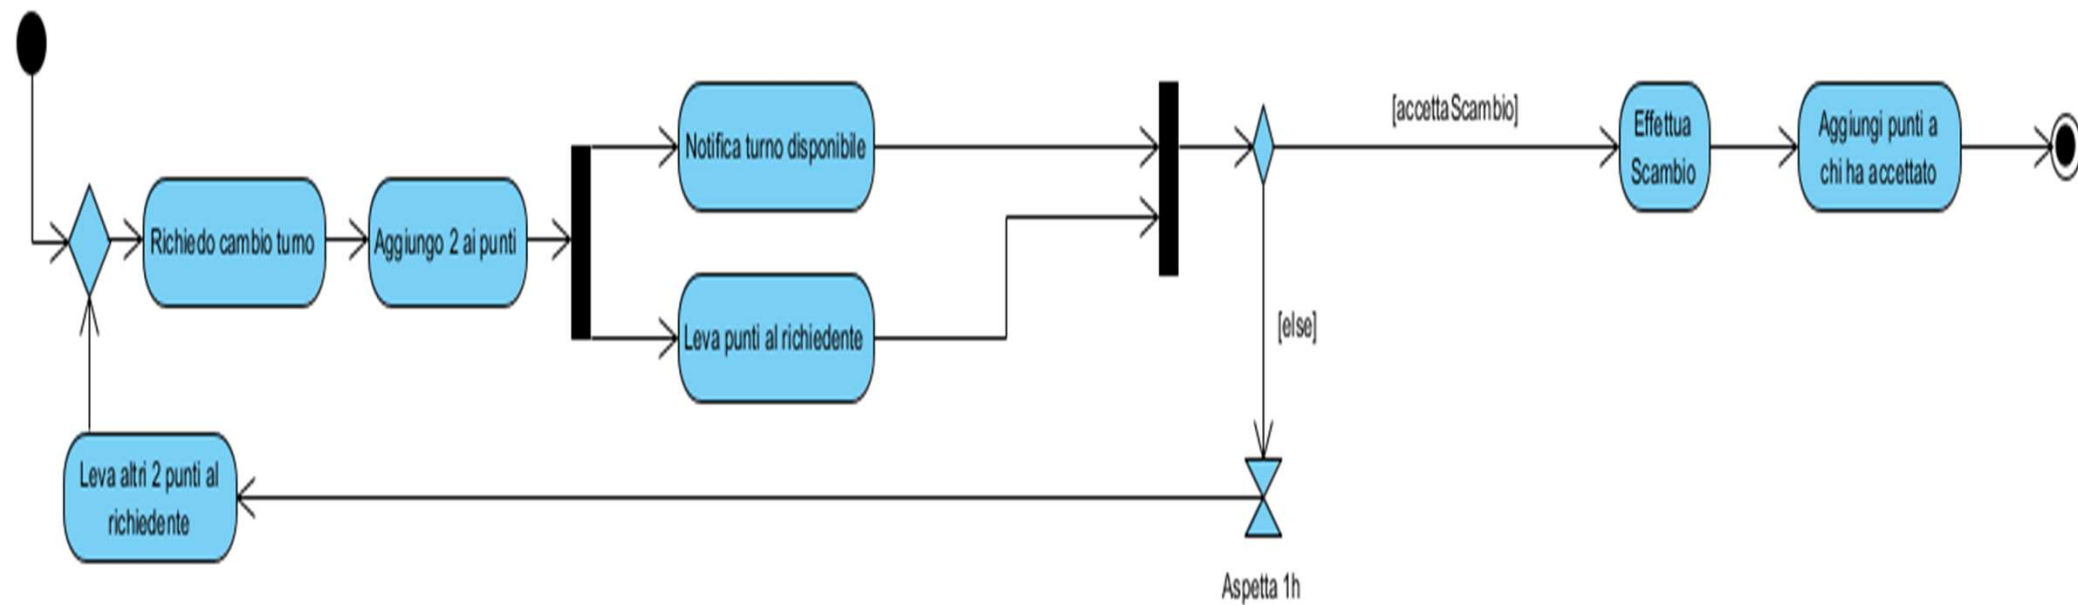 [accettaScambio]
Effettua
Scambio
Aggiungi punti a
chi ha accettato
Notifica turno disponibile
Richiedo cambio turno
Aggiungo 2 ai punti
Leva punti al richiedente
[else]
Leva altri 2 punti al
richiedente
Aspetta 1h